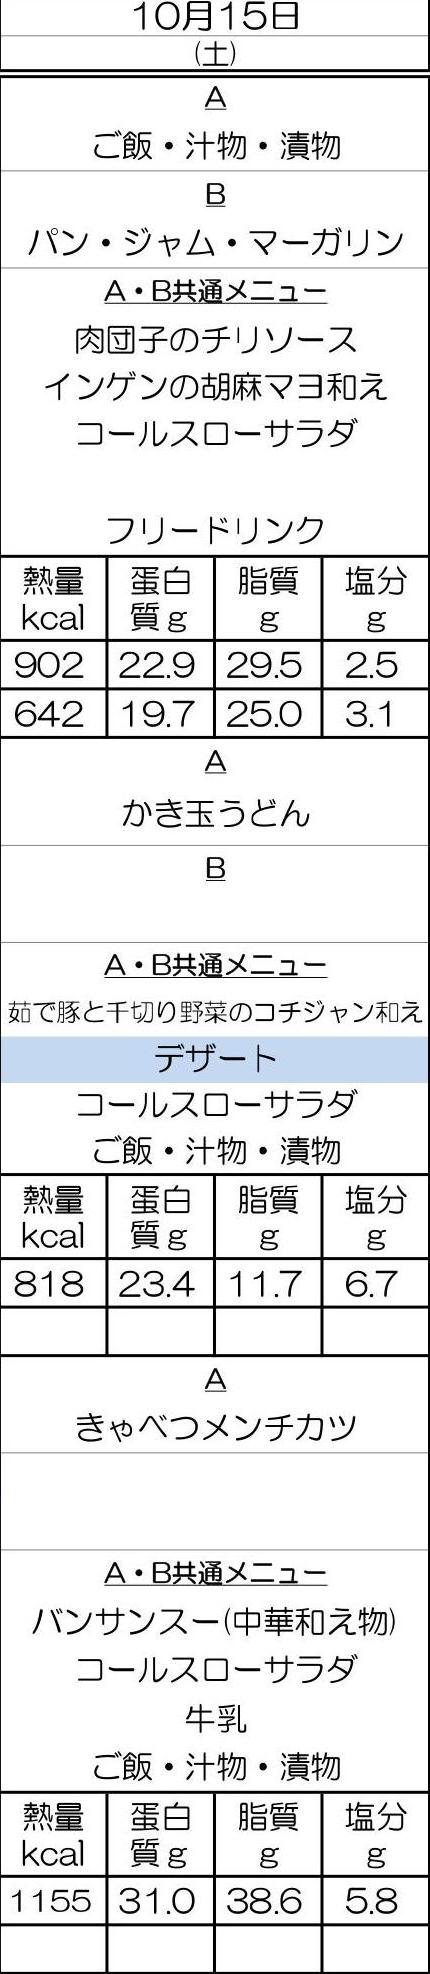 10月15日
(土)
A
ご飯・汁物・漬物
B
パン・ジャム・マーガリン
A・B共通メニュー
肉団子のチリソース
インゲンの胡麻マヨ和え
コールスローサラダ
フリードリンク
熱量 蛋白 脂質 塩分
kcal 質g g g
902 22.9 29.5 2.5
642 19.7 25.0 3.1
A
かき玉うどん
B
A・B共通メニュー
茹で豚と千切り野菜のコチジャン和え
デザート
コールスローサラダ
ご飯・汁物・漬物
熱量 蛋白 脂質 塩分
kcal 質g g g
818 23.4 11.7 6.7
A
きゃべつメンチカツ
A・B共通メニュー
バンサンスー(中華和え物)
コールスローサラダ
牛乳
ご飯・汁物・漬物
熱量 蛋白 脂質 塩分
kcal 質g g g
1155 31.0 38.6 5.8